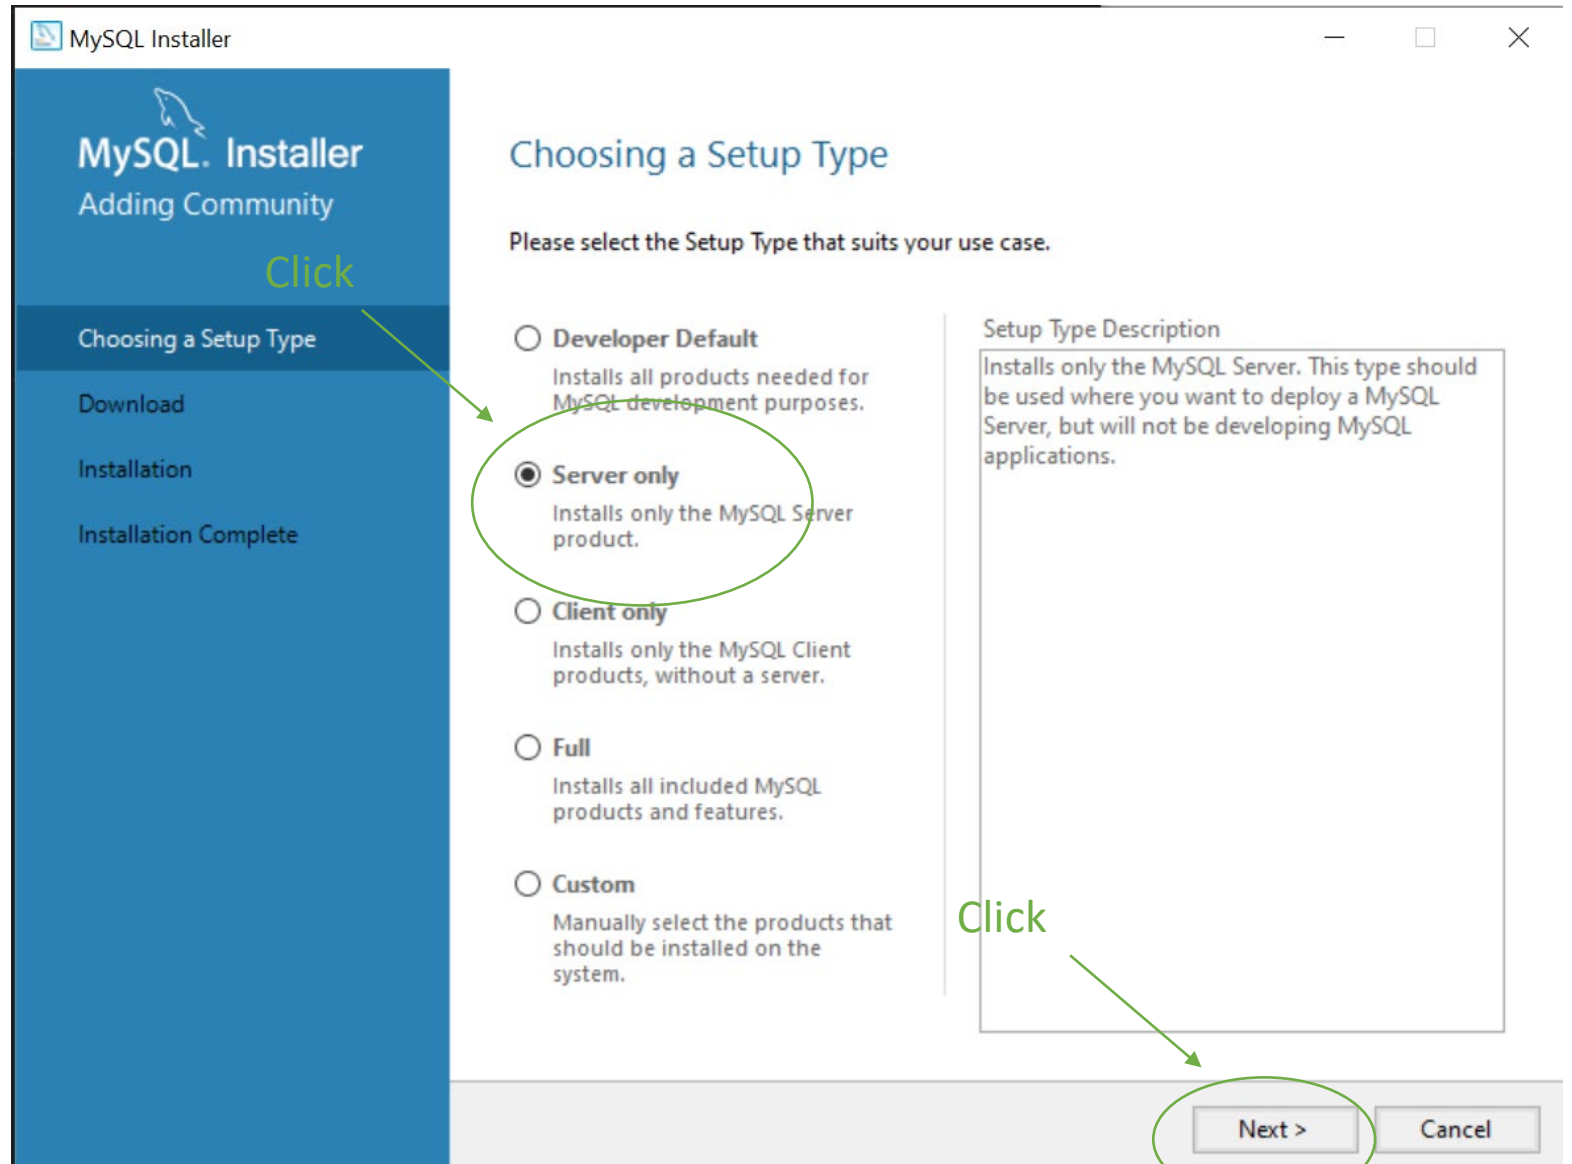 MySQL Installer
MySQL. Installer
Adding Community
Click
Choosing a Setup Type
Download
Installation
Installation Complete
Choosing a Setup Type
Please select the Setup Type that suits your use case.
Developer Default
Installs all products needed for
MySQL development purposes.
Server only
Installs only the MySQL Server
product.
Client only
Installs only the MySQL Client
products, without a server.
Full
Installs all included MySQL
products and features.
Custom
Manually select the products that
should be installed on the
system.
Setup Type Description
Installs only the MySQL Server. This type should
be used where you want to deploy a MySQL
Server, but will not be developing MySQL
applications.
Click
Next >
Cancel